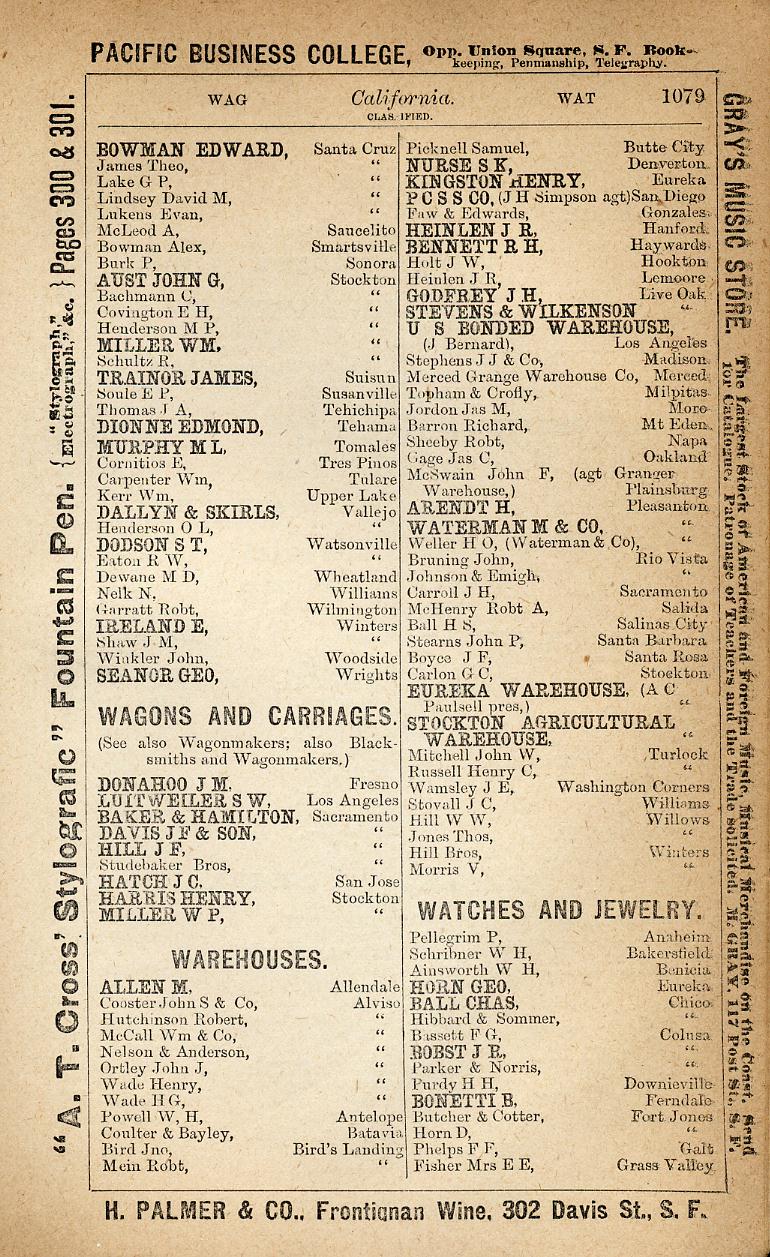 PACIFIC BUSINESS COLLEGE, Opp. Union Square, S. F. Book-
keeping, Penmanship, Telegraphy.
WAG California. WAT 1079
CLAS IFIED.
BOWMAN EDWARD, Santa Cruz
James Theo, “
Lake G P, “
Lindsey David M, “
Lukens Evan, “
McLeod A, Saucelito
Bowman Alex, Smartsville
Burk P, Sonora
AUST JOHN G, Stockton
Bachmann C, “
Covington E H, “
Henderson M P, “
MILLER WM, “
Schultz R, “
TRAINOR JAMES, Suisun
Soule E P, Susanville
Thomas J A, Tehichipa
DIONNE EDMOND, Tehama
MURPHY M L, Tomales
Cornitios E, Tres Pinos
Carpenter Wm, Tulare
Kerr Wm, Upper Lake
DALLYN & SKIRLS, Vallejo
Henderson O L, “
DODSON S T, Watsonville
Eaton R W, “
Dewane M D, Wheatland
Nelk N, Williams
Garratt Robt, Wilmington
IRELAND E, Winters
Shaw J M, “
Winkler John, Woodside
SEANOR GEO, Wrights
WAGONS AND CARRIAGES.
(See also Wagonmakers; also Black-
smiths and Wagonmakers.)
DONAHOO J M. Fresno
LUITWEILER S W, Los Angeles
BAKER & HAMILTON, Sacramento
DAVIS J F & SON, “
HILL J F, “
Studebaker Bros, “
HATCH J C. San Jose
HARRIS HENRY, Stockton
MILLER W P, “
WAREHOUSES.
ALLEN M, Allendale
Cooster John S & Co, Alviso
Hutchinson Robert, “
McCall Wm & Co, “
Nelson & Anderson, “
Ortley John J, “
Wade Henry, “
Wade H G, “
Powell W, H, Antelope
Coulter & Bayley, Batavia
Bird Jno, Bird's Landing
Mein Robt, “
Picknell Samuel, Butte City
NURSE S K, Denverton
KINGSTON HENRY, Eureka
P C S S CO, (J H Simpson agt) San Diego
Faw & Edwards, Gonzales
HEINLEN J R, Hanford
BENNETT R H, Haywards
Holt J W, Hookton
Heinlen J R, Lemoore
GODFREY J H, Live Oak
STEVENS & WILKENSON “
U S BONDED WAREHOUSE,
(J Bernard), Los Angeles
Stephens J J & Co, Madison
Merced Grange Warehouse Co, Merced
Topham & Crofly, Milpitas
Jordon Jas M, Moro
Barron Richard, Mt Eden
Sheeby Robt, Napa
Gage Jas C, Oakland
McSwain John F, (agt Granger
Warehouse,) Plainsburg
ARENDT H, Pleasanton
WATERMAN M & CO, “
Weller H O, (Waterman & Co), “
Bruning John, Rio Vista
Johnson & Emigh, “
Carroll J H, Sacramento
McHenry Robt A, Salida
Ball H S, Salinas City
Stearns John P, Santa Barbara
Boyce J F, Santa Rosa
Carlon G C, Stockton
EUREKA WAREHOUSE, (A C
Paulsell pres,) “
STOCKTON AGRICULTURAL
WAREHOUSE, “
Mitchell John W, Turlock
Russell Henry C, “
Wamsley J E, Washington Corners
Stovall J C, Williams
Hill W W, Willows
Jones Thos, “
Hill Bros, Winters
Morris V, “
WATCHES AND JEWELRY.
Pellegrim P, Anaheim
Schribner W H, Bakersfield
Ainsworth W H, Benicia
HORN GEO, Eureka
BALL CHAS, Chico
Hibbard & Sommer, “
Bassett F G, Colusa
BOBST J R, “
Parker & Norris, “
Purdy H H, Downieville
BONETTI B, Ferndale
Butcher & Cotter, Fort Jones
Horn D, “
Phelps F F, Galt
Fisher Mrs E E, Grass Valley
“A. T. Cross' Stylografic” Fountain Pen. { “Stylograph,” Electrograph,” &c. } Pages 300 & 301.
GRAY'S MUSIC STORE. The Largest Stock of American and Foreign Music, Musical Merchandise on the Coast. Send
for Catalogue. Patronage of Teachers and the Trade solicited. M. GRAY, 117 Post St., S. F.
H. PALMER & CO., Frontignan Wine, 302 Davis St., S. F.